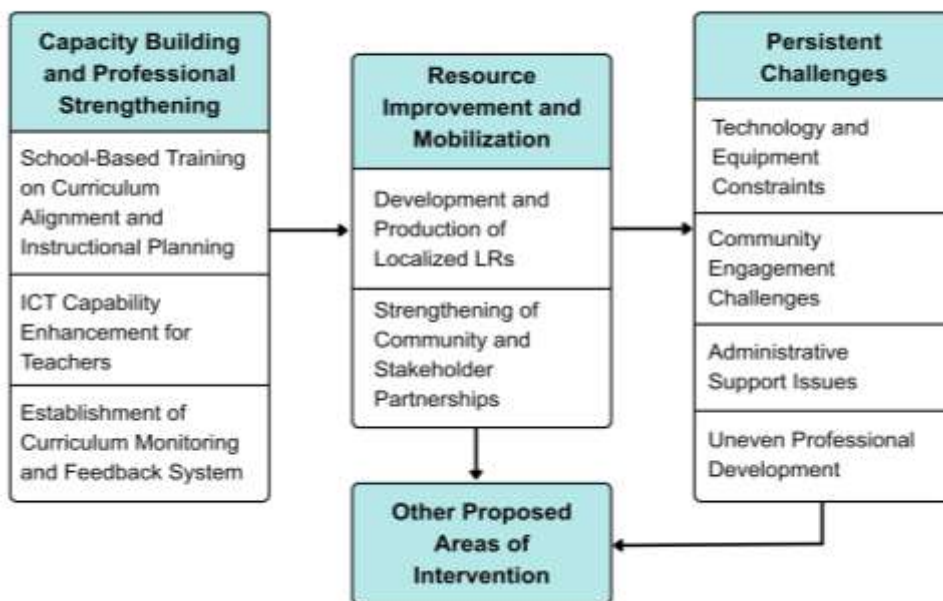 Capacity Building
and Professional
Strengthening
School-Based Training
on Curriculum
Alignment and
Instructional Planning
ICT Capability
Enhancement for
Teachers
Establishment of
Curriculum Monitoring
and Feedback System
Resource
Improvement and
Mobilization
Development and
Production of
Localized LRs
Strengthening of
Community and
Stakeholder
Partnerships
Persistent
Challenges
Technology and
Equipment
Constraints
Community
Engagement
Challenges
Administrative
Support Issues
Uneven Professional
Development
Other Proposed
Areas of
Intervention